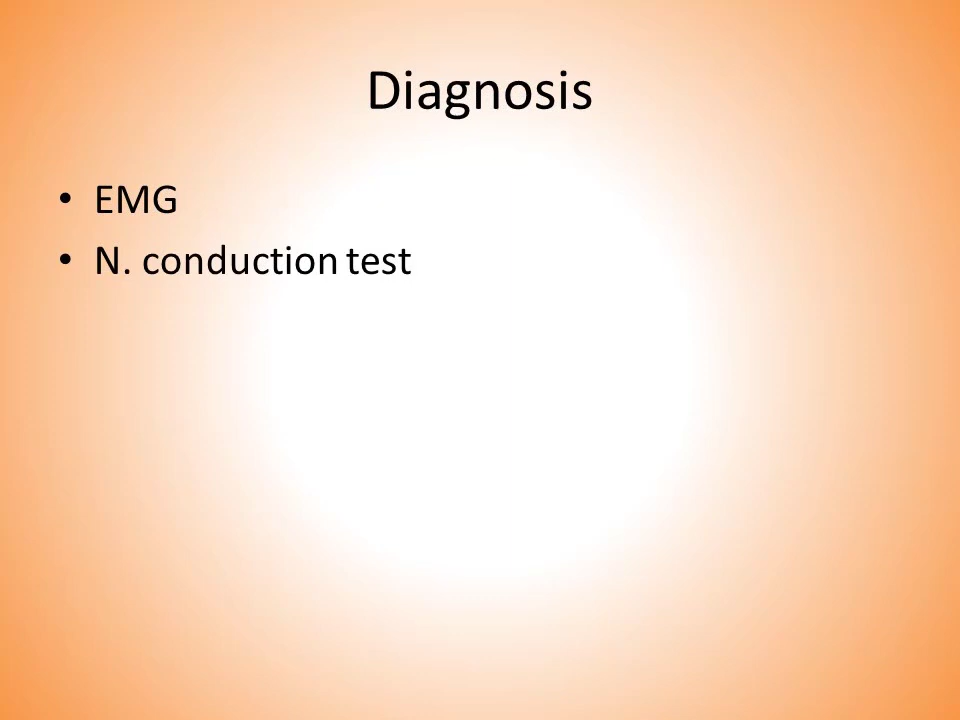 Diagnosis
• EMG
• N. conduction test